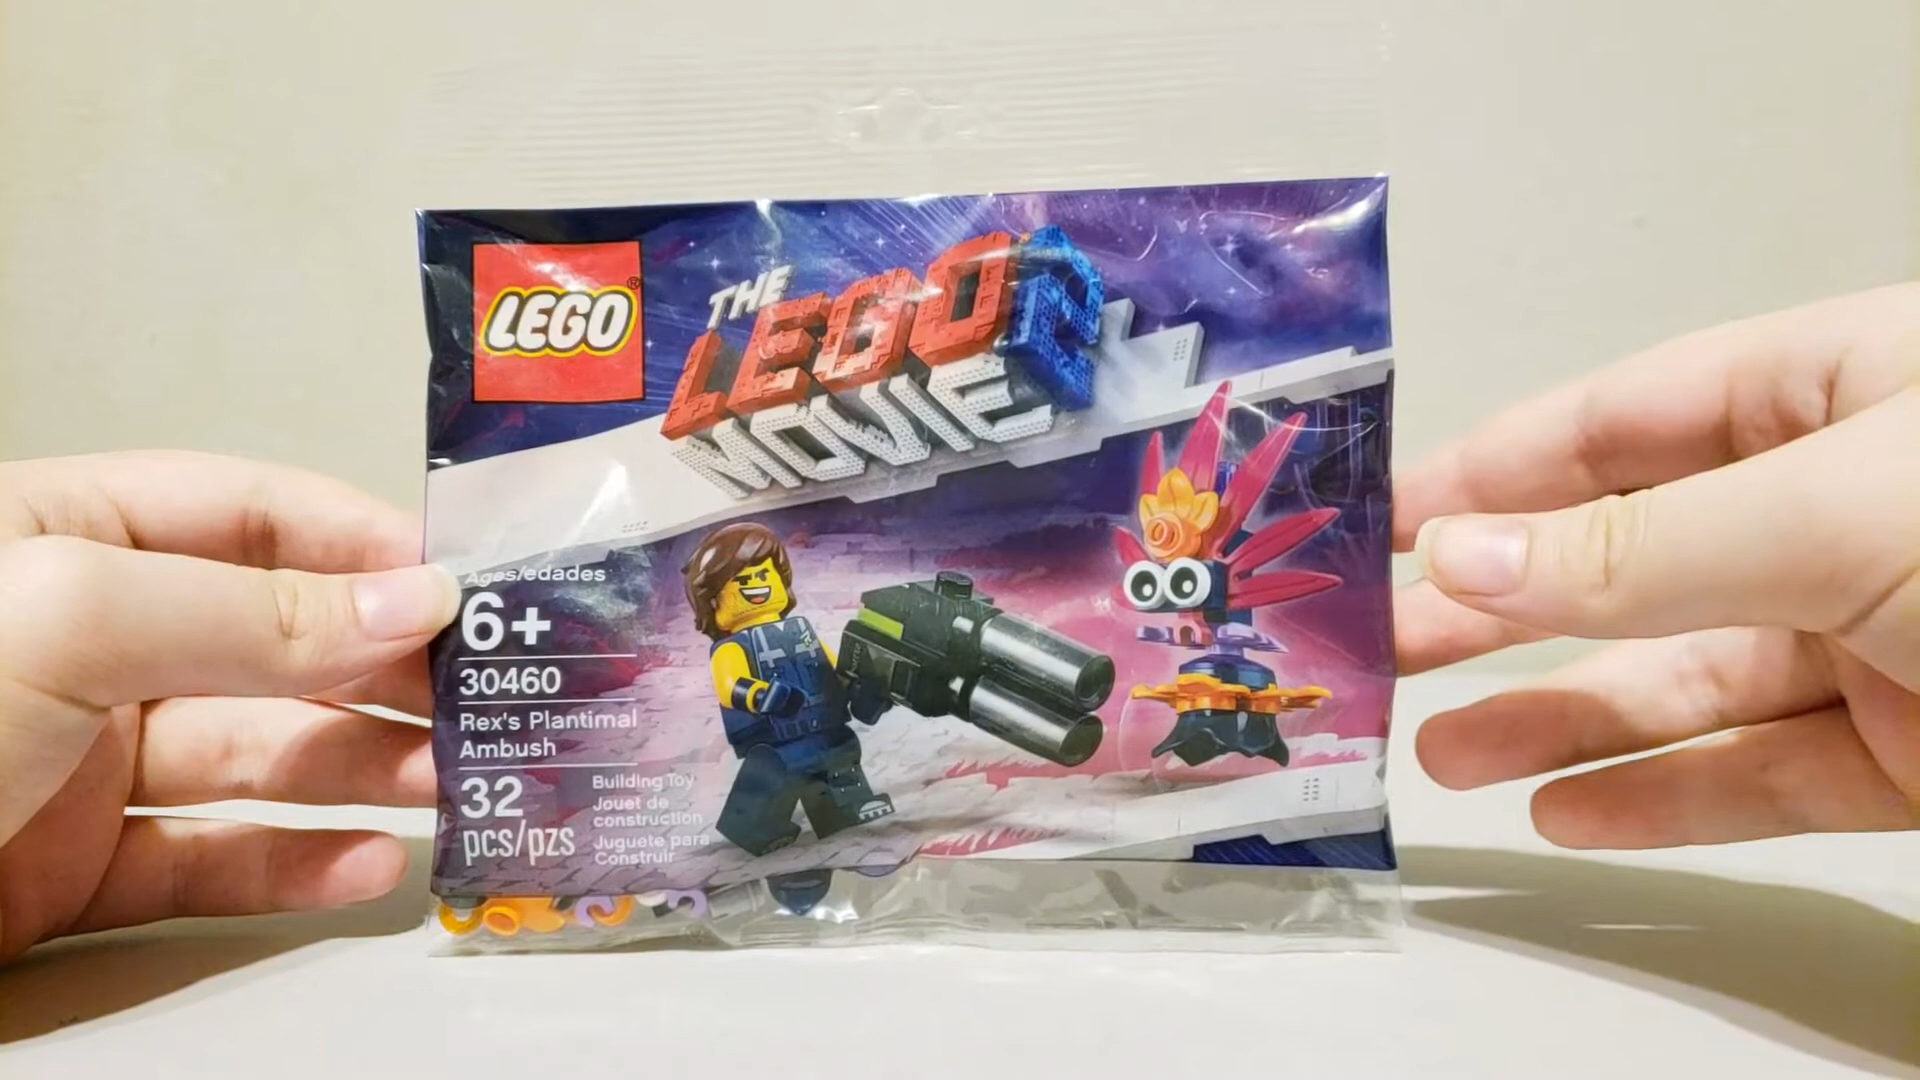 LEGO
THE
LEGO 2
MOVIE
Ages/edades
6+
30460
Rex's Plantimal
Ambush
32
pcs/pzs
Building Toy
Jouet de
construction
Juguete para
Construir